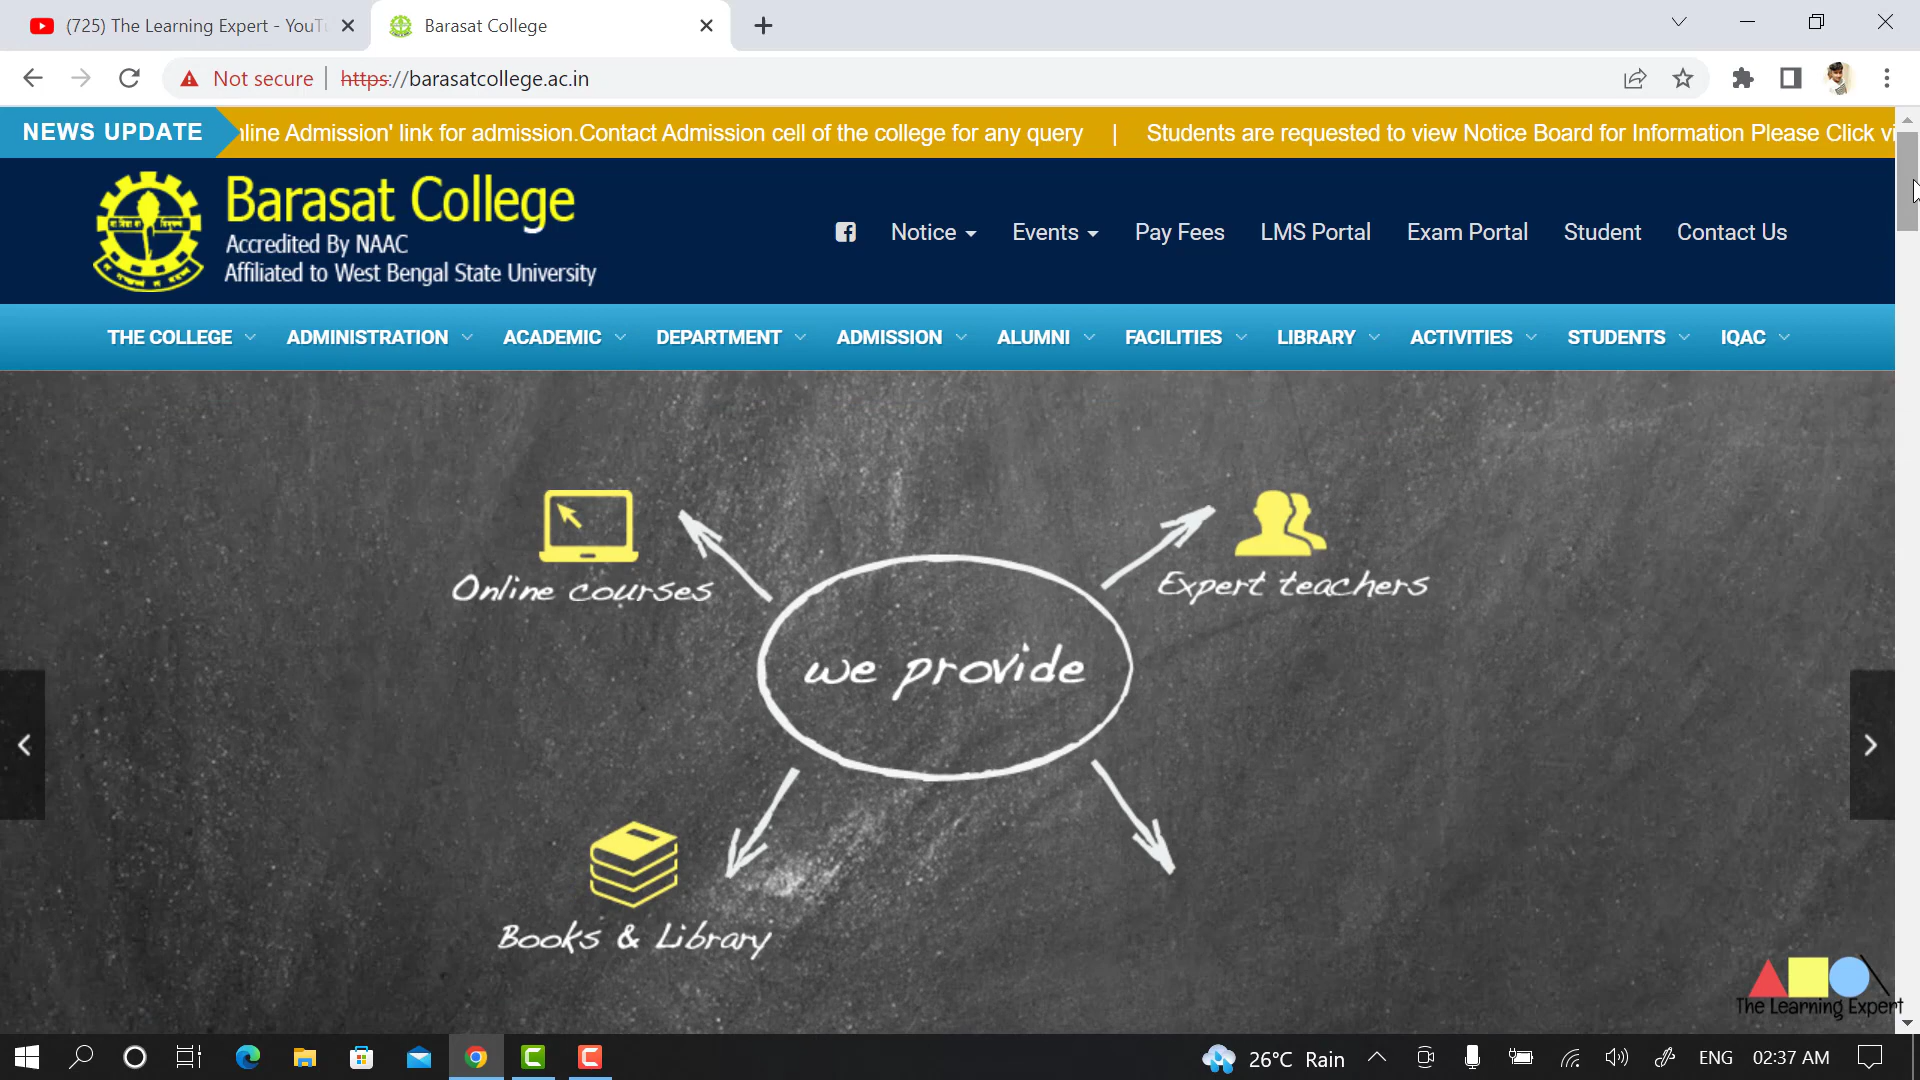 (725) The Learning Expert - YouTu
Barasat College
Not secure
https://barasatcollege.ac.in
NEWS UPDATE
nline Admission' link for admission.Contact Admission cell of the college for any query | Students are requested to view Notice Board for Information Please Click vi
Barasat College
Accredited By NAAC
Affiliated to West Bengal State University
Notice
Events
Pay Fees
LMS Portal
Exam Portal
Student
Contact Us
THE COLLEGE
ADMINISTRATION
ACADEMIC
DEPARTMENT
ADMISSION
ALUMNI
FACILITIES
LIBRARY
ACTIVITIES
STUDENTS
IQAC
Online courses
Expert teachers
we provide
Books & Library
The Learning Expert
26°C Rain
ENG
02:37 AM